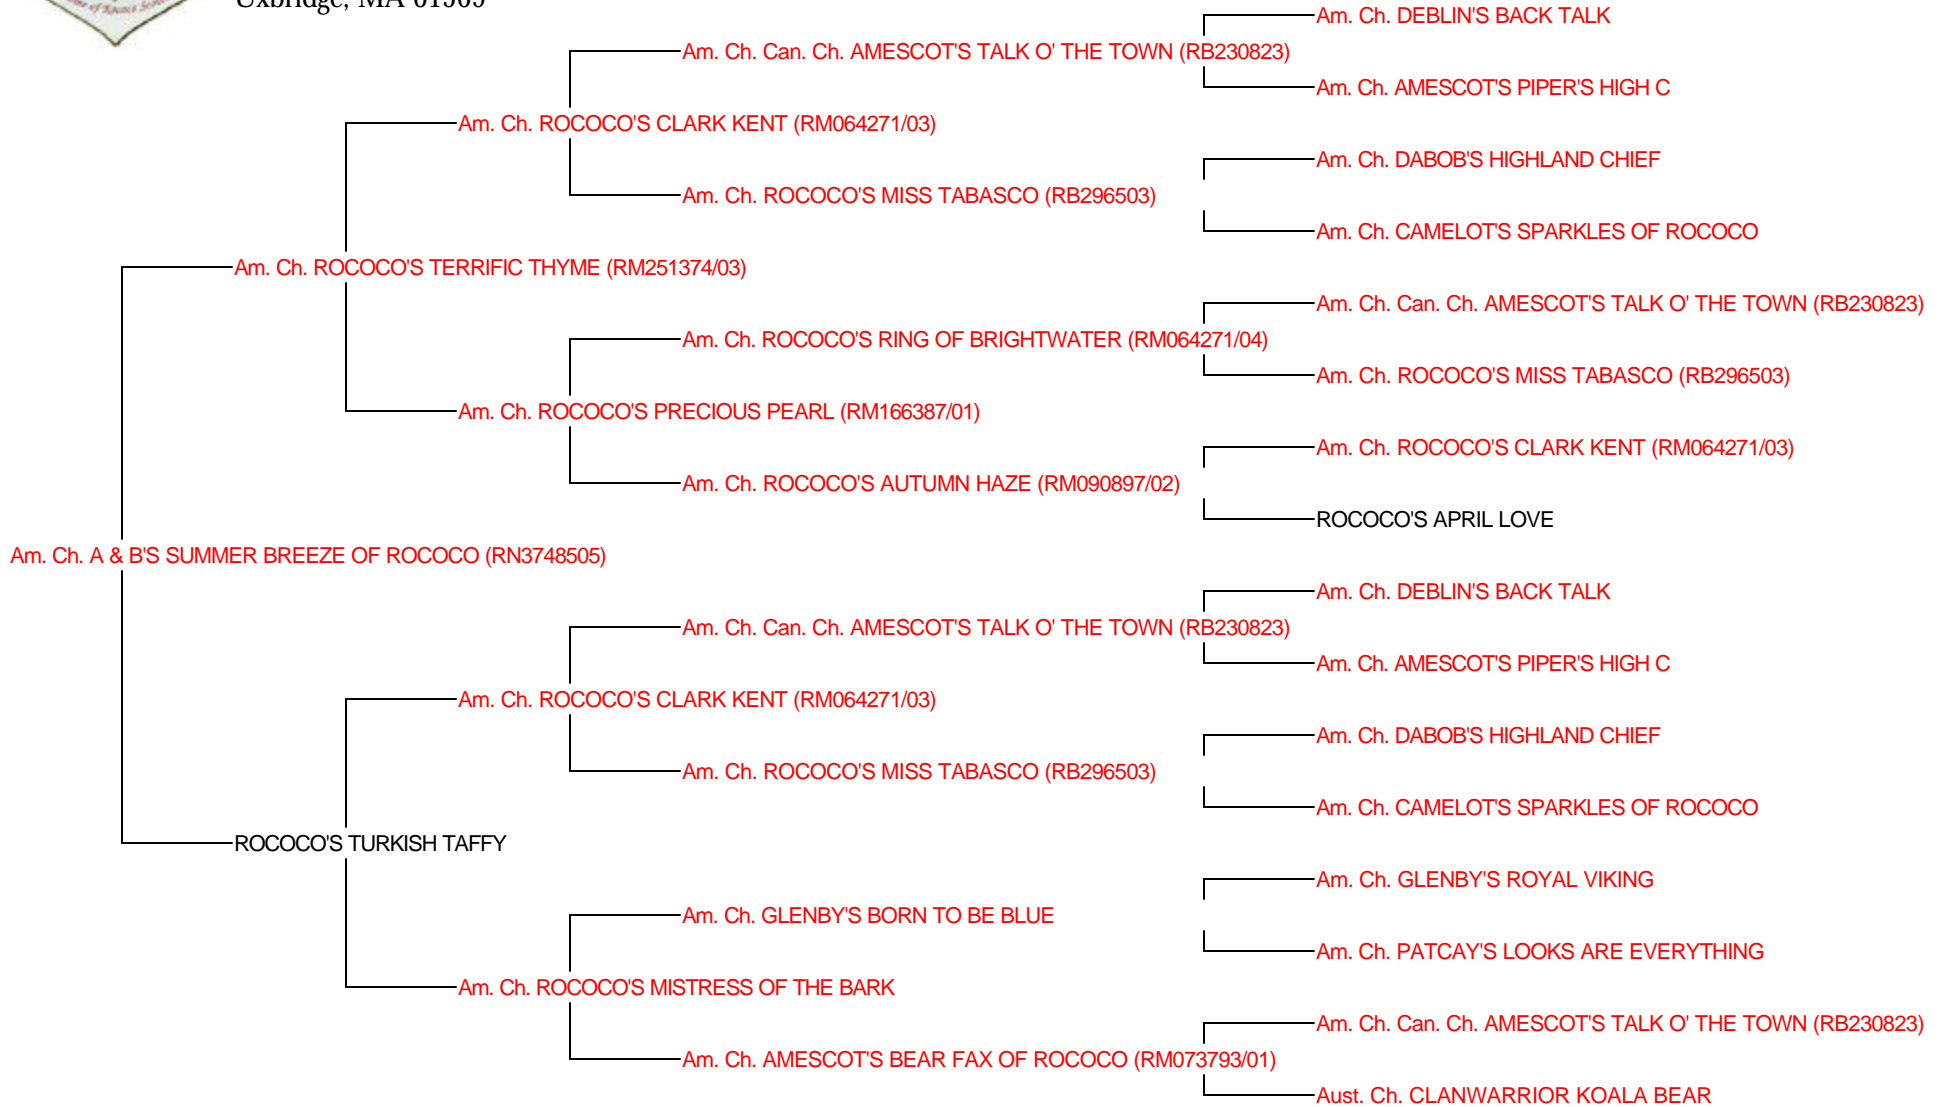 Am. Ch. DEBLIN'S BACK TALK
Am. Ch. Can. Ch. AMESCOT'S TALK O' THE TOWN (RB230823)
Am. Ch. AMESCOT'S PIPER'S HIGH C
Am. Ch. ROCOCO'S CLARK KENT (RM064271/03)
Am. Ch. DABOB'S HIGHLAND CHIEF
Am. Ch. ROCOCO'S MISS TABASCO (RB296503)
Am. Ch. CAMELOT'S SPARKLES OF ROCOCO
Am. Ch. ROCOCO'S TERRIFIC THYME (RM251374/03)
Am. Ch. Can. Ch. AMESCOT'S TALK O' THE TOWN (RB230823)
Am. Ch. ROCOCO'S RING OF BRIGHTWATER (RM064271/04)
Am. Ch. ROCOCO'S MISS TABASCO (RB296503)
Am. Ch. ROCOCO'S PRECIOUS PEARL (RM166387/01)
Am. Ch. ROCOCO'S CLARK KENT (RM064271/03)
Am. Ch. ROCOCO'S AUTUMN HAZE (RM090897/02)
ROCOCO'S APRIL LOVE
Am. Ch. A & B'S SUMMER BREEZE OF ROCOCO (RN3748505)
Am. Ch. DEBLIN'S BACK TALK
Am. Ch. Can. Ch. AMESCOT'S TALK O' THE TOWN (RB230823)
Am. Ch. AMESCOT'S PIPER'S HIGH C
Am. Ch. ROCOCO'S CLARK KENT (RM064271/03)
Am. Ch. DABOB'S HIGHLAND CHIEF
Am. Ch. ROCOCO'S MISS TABASCO (RB296503)
Am. Ch. CAMELOT'S SPARKLES OF ROCOCO
ROCOCO'S TURKISH TAFFY
Am. Ch. GLENBY'S ROYAL VIKING
Am. Ch. GLENBY'S BORN TO BE BLUE
Am. Ch. PATCAY'S LOOKS ARE EVERYTHING
Am. Ch. ROCOCO'S MISTRESS OF THE BARK
Am. Ch. Can. Ch. AMESCOT'S TALK O' THE TOWN (RB230823)
Am. Ch. AMESCOT'S BEAR FAX OF ROCOCO (RM073793/01)
Aust. Ch. CLANWARRIOR KOALA BEAR